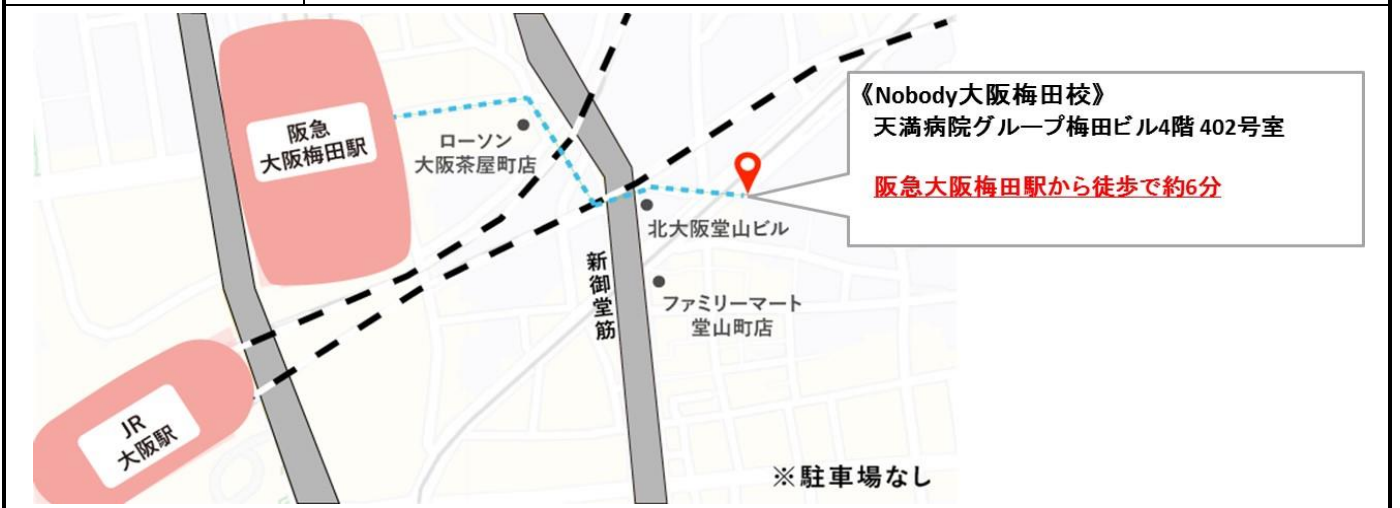 阪急
大阪梅田駅
ローソン
大阪茶屋町店
《Nobody大阪梅田校》
天満病院グループ梅田ビル4階 402号室
阪急大阪梅田駅から徒歩で約6分
北大阪堂山ビル
新御堂筋
ファミリーマート
堂山町店
JR
大阪駅
※駐車場なし